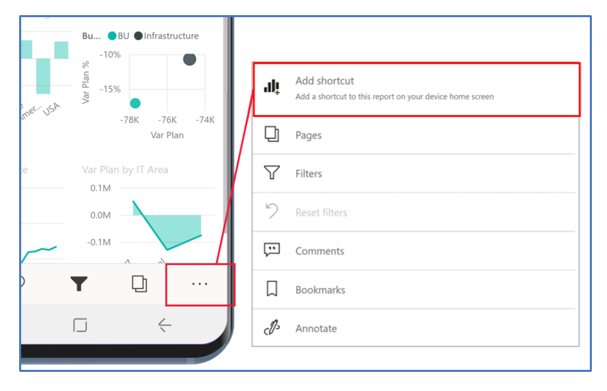 Bu... BU Infrastructure
-10%
-15%
Var Plan %
-78K -76K -74K
Var Plan
USA
Var Plan by IT Area
0.1M
0.0M
-0.1M
...
Add shortcut
Add a shortcut to this report on your device home screen
Pages
Filters
Reset filters
Comments
Bookmarks
Annotate